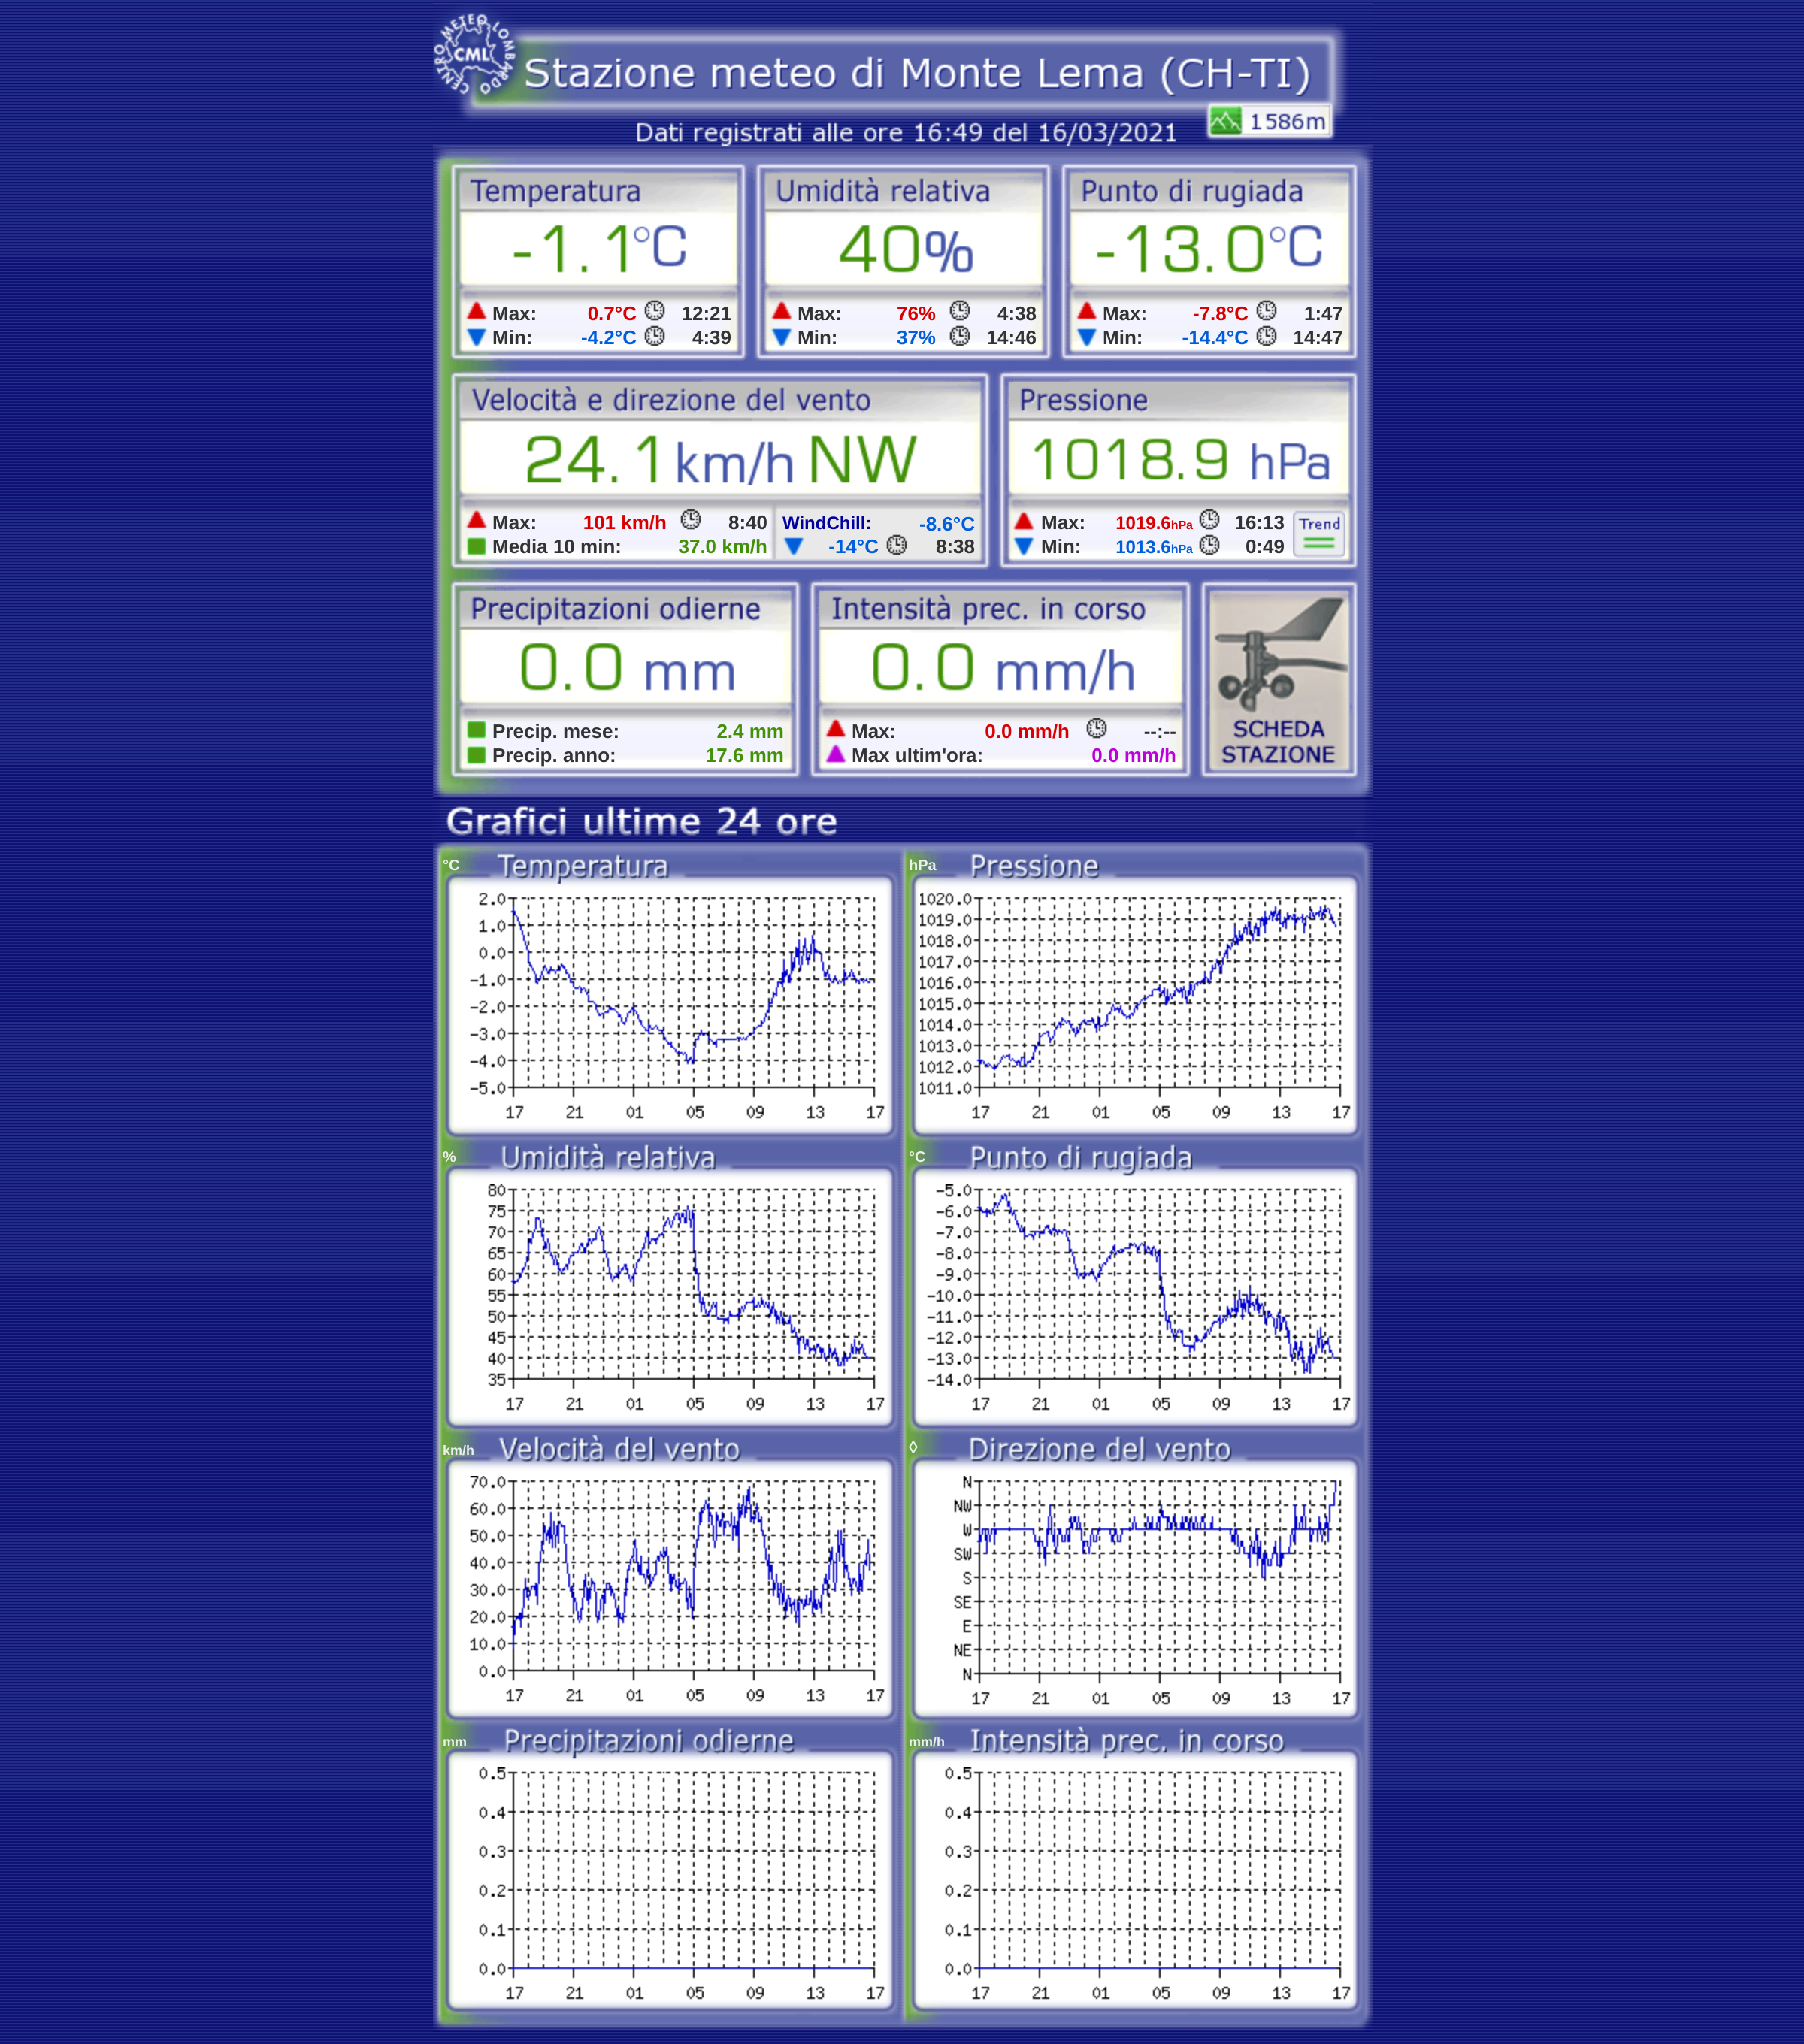 CENTRO METEO LOMBARDO
CML
Stazione meteo di Monte Lema (CH-TI)
1586m
Dati registrati alle ore 16:49 del 16/03/2021
Temperatura Umidità relativa Punto di rugiada
-1.1°C 40% -13.0°C
Max: 0.7°C 12:21 Max: 76% 4:38 Max: -7.8°C 1:47
Min: -4.2°C 4:39 Min: 37% 14:46 Min: -14.4°C 14:47
Velocità e direzione del vento Pressione
24.1 km/h NW 1018.9 hPa
Max: 101 km/h 8:40 WindChill: -8.6°C Max: 1019.6hPa 16:13 Trend
Media 10 min: 37.0 km/h -14°C 8:38 Min: 1013.6hPa 0:49
Precipitazioni odierne Intensità prec. in corso
0.0 mm 0.0 mm/h
Precip. mese: 2.4 mm Max: 0.0 mm/h --:-- SCHEDA
Precip. anno: 17.6 mm Max ultim'ora: 0.0 mm/h STAZIONE
Grafici ultime 24 ore
°C Temperatura
2.0
1.0
0.0
-1.0
-2.0
-3.0
-4.0
-5.0
17 21 01 05 09 13 17
hPa Pressione
1020.0
1019.0
1018.0
1017.0
1016.0
1015.0
1014.0
1013.0
1012.0
1011.0
17 21 01 05 09 13 17
% Umidità relativa
80
75
70
65
60
55
50
45
40
35
17 21 01 05 09 13 17
°C Punto di rugiada
-5.0
-6.0
-7.0
-8.0
-9.0
-10.0
-11.0
-12.0
-13.0
-14.0
17 21 01 05 09 13 17
km/h Velocità del vento
70.0
60.0
50.0
40.0
30.0
20.0
10.0
0.0
17 21 01 05 09 13 17
◊ Direzione del vento
N
NW
W
SW
S
SE
E
NE
N
17 21 01 05 09 13 17
mm Precipitazioni odierne
0.5
0.4
0.3
0.2
0.1
0.0
17 21 01 05 09 13 17
mm/h Intensità prec. in corso
0.5
0.4
0.3
0.2
0.1
0.0
17 21 01 05 09 13 17